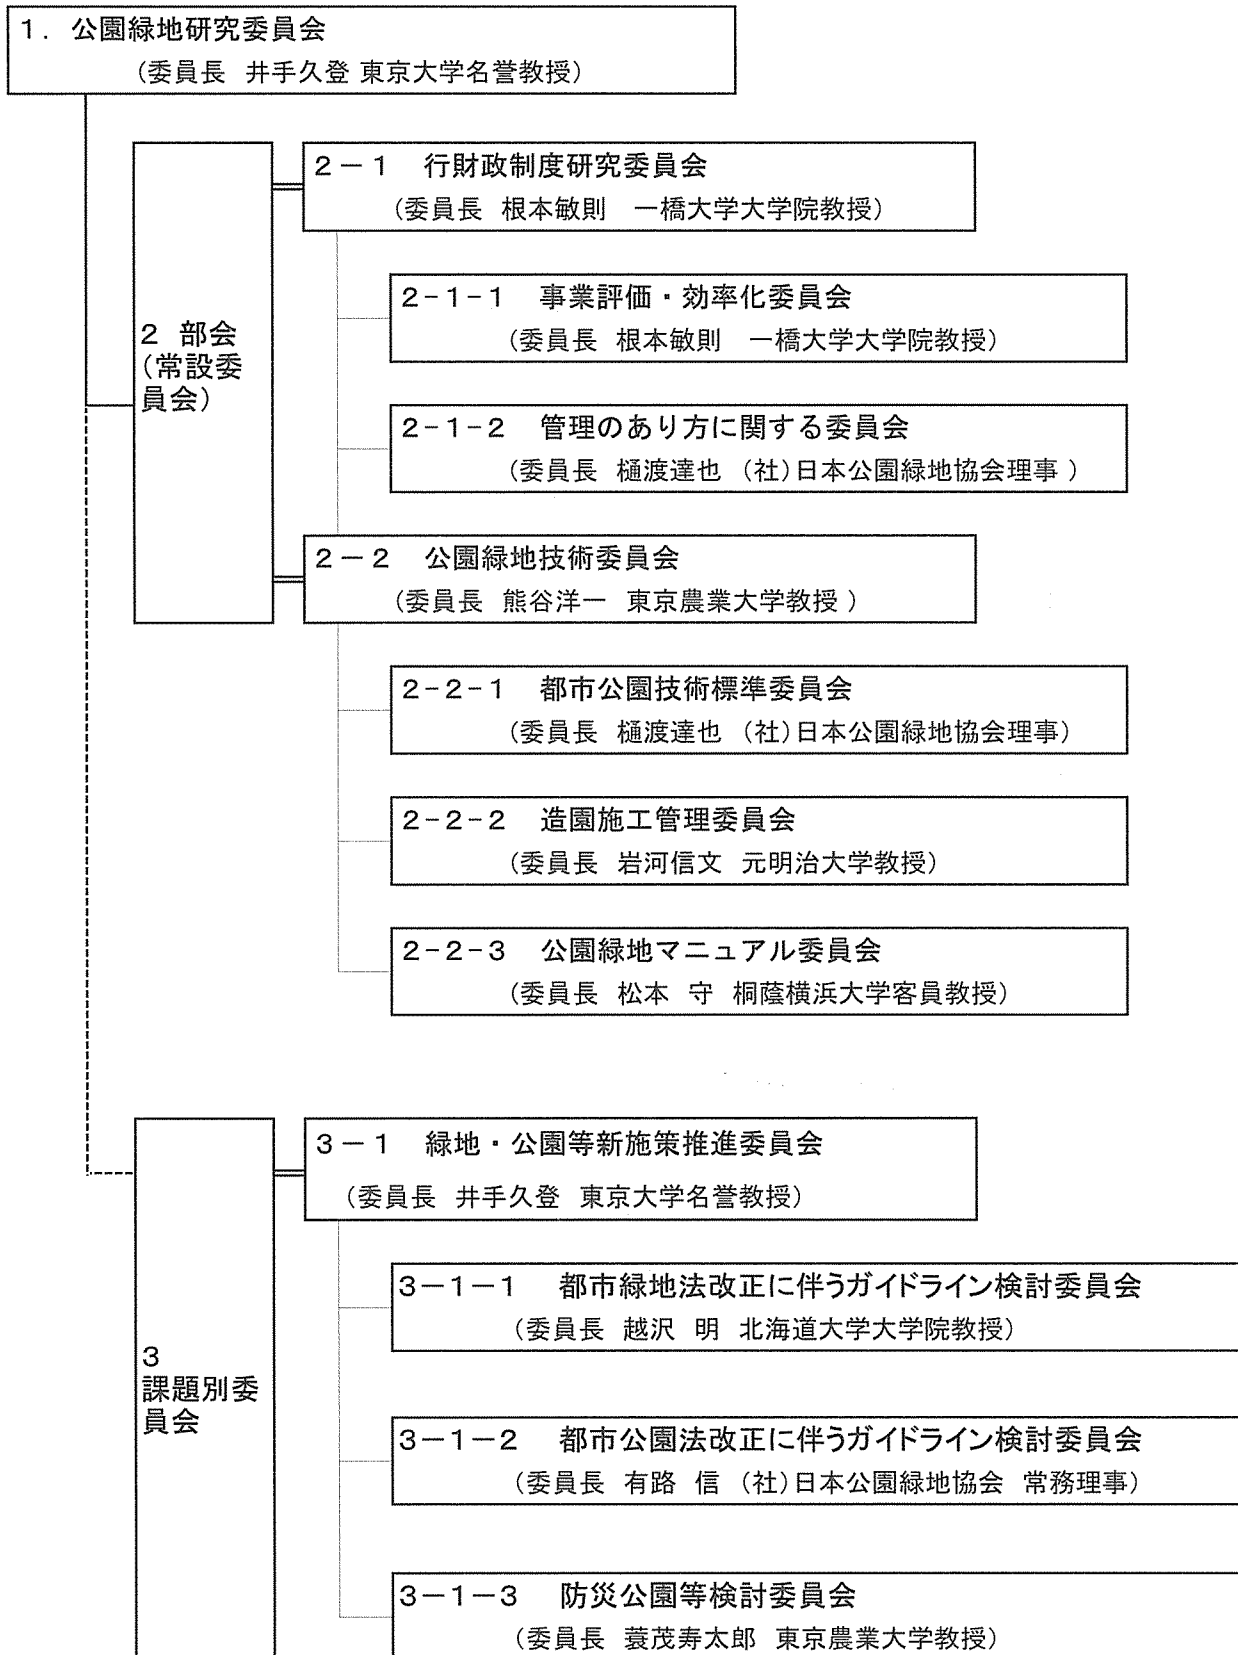 1. 公園緑地研究委員会
(委員長 井手久登 東京大学名誉教授)
2-1 行財政制度研究委員会
(委員長 根本敏則 一橋大学大学院教授)
2-1-1 事業評価・効率化委員会
(委員長 根本敏則 一橋大学大学院教授)
2 部会
(常設委
員会)
2-1-2 管理のあり方に関する委員会
(委員長 樋渡達也 (社)日本公園緑地協会理事 )
2-2 公園緑地技術委員会
(委員長 熊谷洋一 東京農業大学教授 )
2-2-1 都市公園技術標準委員会
(委員長 樋渡達也 (社)日本公園緑地協会理事)
2-2-2 造園施工管理委員会
(委員長 岩河信文 元明治大学教授)
2-2-3 公園緑地マニュアル委員会
(委員長 松本 守 桐蔭横浜大学客員教授)
3-1 緑地・公園等新施策推進委員会
(委員長 井手久登 東京大学名誉教授)
3-1-1 都市緑地法改正に伴うガイドライン検討委員会
(委員長 越沢 明 北海道大学大学院教授)
3
課題別委
員会
3-1-2 都市公園法改正に伴うガイドライン検討委員会
(委員長 有路 信 (社)日本公園緑地協会 常務理事)
3-1-3 防災公園等検討委員会
(委員長 蓑茂寿太郎 東京農業大学教授)